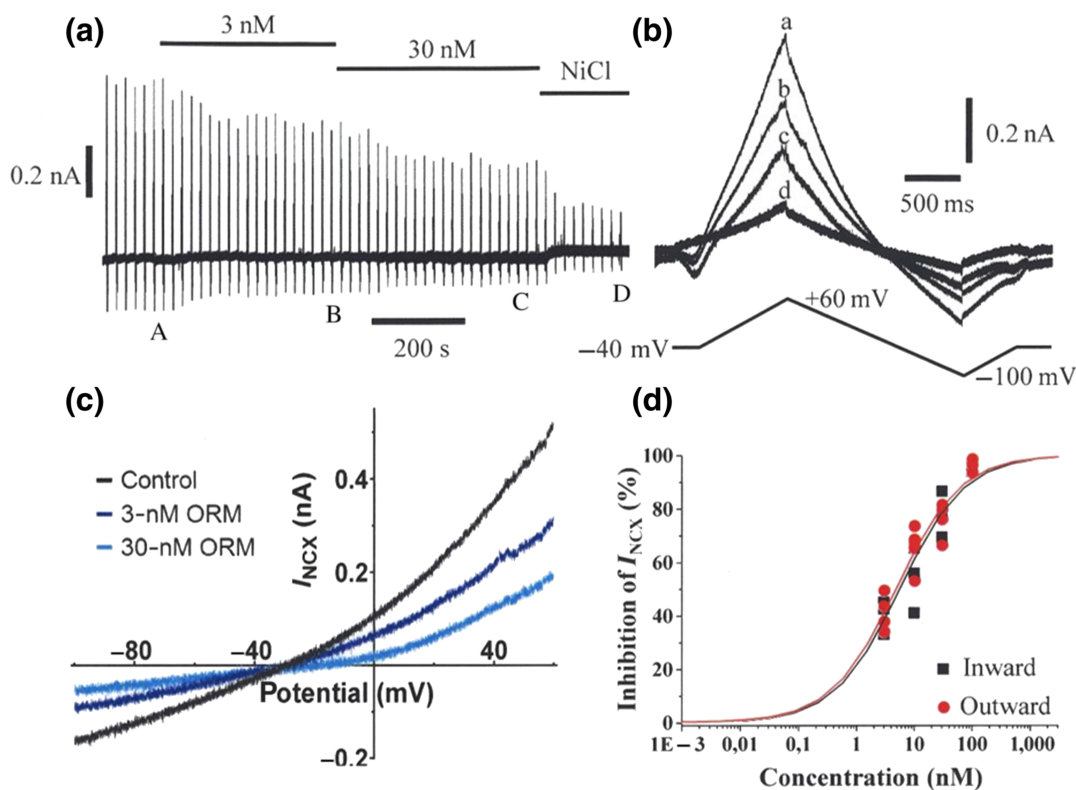 (a)
3 nM
30 nM
NiCl
0.2 nA
A
B
C
D
200 s
(b)
a
b
c
d
0.2 nA
500 ms
+60 mV
−40 mV
−100 mV
(c)
Control
3-nM ORM
30-nM ORM
INCX (nA)
0.4
0.2
−80
−40
40
Potential (mV)
−0.2
(d)
Inhibition of INCX (%)
100
80
60
40
20
0
Inward
Outward
1E−3
0,01
0,1
1
10
100
1,000
Concentration (nM)